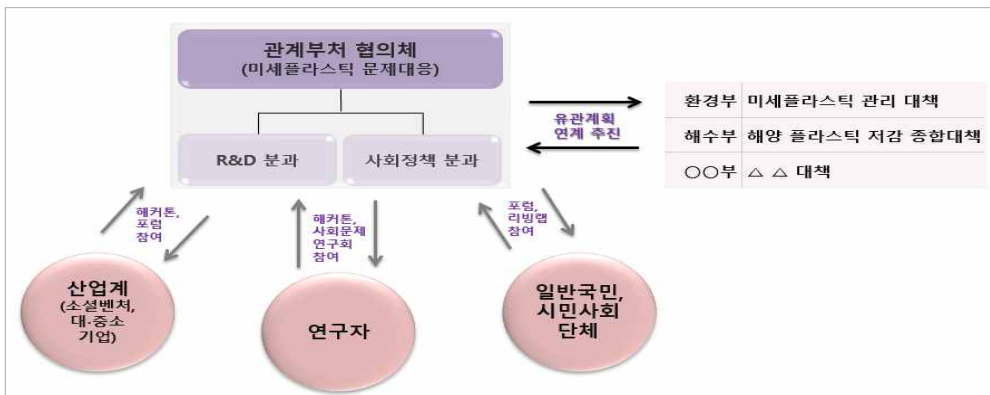 관계부처 협의체
(미세플라스틱 문제대응)
R&D 분과
사회정책 분과
유관계획
연계 추진
환경부 미세플라스틱 관리 대책
해수부 해양 플라스틱 저감 종합대책
○○부 △ △ 대책
해커톤,
포럼
참여
해커톤,
사회문제
연구회
참여
포럼,
리빙랩
참여
산업계
(소셜벤처,
대·중소
기업)
연구자
일반국민,
시민사회
단체